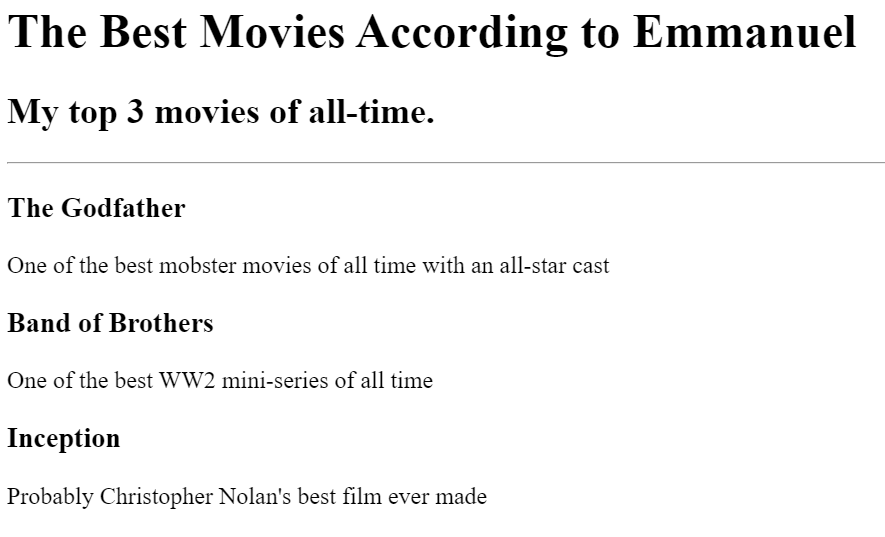 The Best Movies According to Emmanuel
My top 3 movies of all-time.
The Godfather
One of the best mobster movies of all time with an all-star cast
Band of Brothers
One of the best WW2 mini-series of all time
Inception
Probably Christopher Nolan's best film ever made